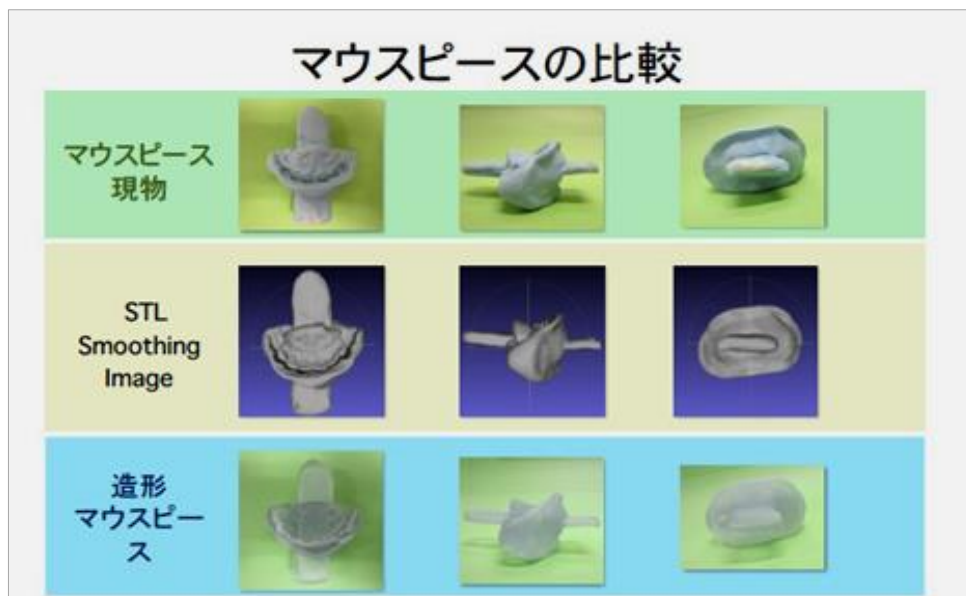 マウスピースの比較
マウスピース
現物
STL
Smoothing
Image
造形
マウスピー
ス